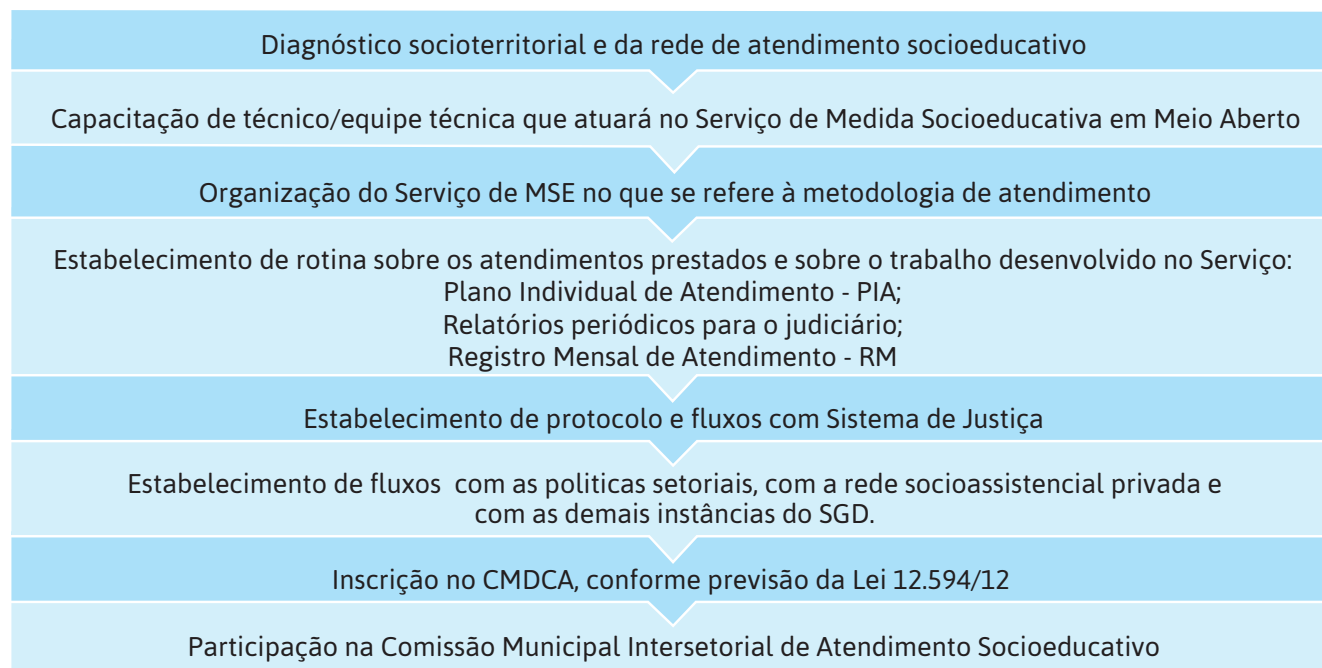 Diagnóstico socioterritorial e da rede de atendimento socioeducativo
Capacitação de técnico/equipe técnica que atuará no Serviço de Medida Socioeducativa em Meio Aberto
Organização do Serviço de MSE no que se refere à metodologia de atendimento
Estabelecimento de rotina sobre os atendimentos prestados e sobre o trabalho desenvolvido no Serviço:
Plano Individual de Atendimento - PIA;
Relatórios periódicos para o judiciário;
Registro Mensal de Atendimento - RM
Estabelecimento de protocolo e fluxos com Sistema de Justiça
Estabelecimento de fluxos com as politicas setoriais, com a rede socioassistencial privada e
com as demais instâncias do SGD.
Inscrição no CMDCA, conforme previsão da Lei 12.594/12
Participação na Comissão Municipal Intersetorial de Atendimento Socioeducativo